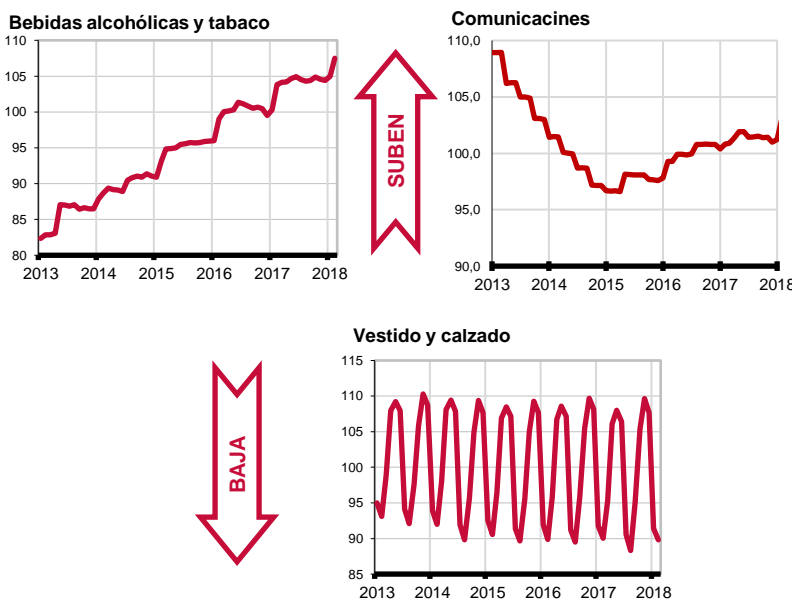 Bebidas alcohólicas y tabaco
110
105
100
95
90
85
80
2013 2014 2015 2016 2017 2018
SUBEN
Comunicacines
110,0
105,0
100,0
95,0
90,0
2013 2014 2015 2016 2017 2018
BAJA
Vestido y calzado
115
110
105
100
95
90
85
2013 2014 2015 2016 2017 2018